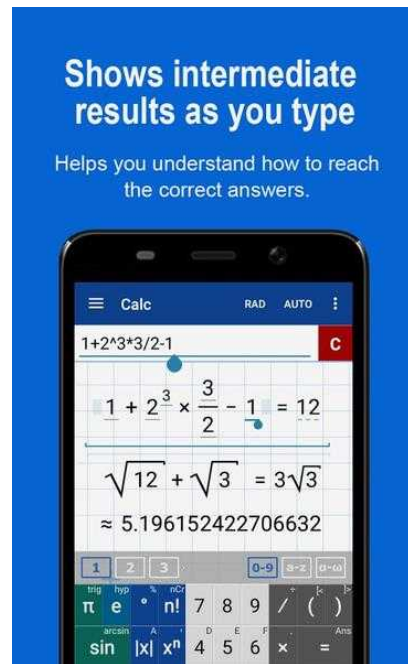 Shows intermediate
results as you type
Helps you understand how to reach
the correct answers.
Calc RAD AUTO
1+2^3*3/2-1 C
1 + 2³ × 3/2 − 1 = 12
√12 + √3 = 3√3
≈ 5.196152422706632
1 2 3 0-9 a-z α-ω
trig hyp % nCr + [< >]
π e ° n! 7 8 9 / ( )
arcsin A D E F Ans
sin |x| xⁿ 4 5 6 × =